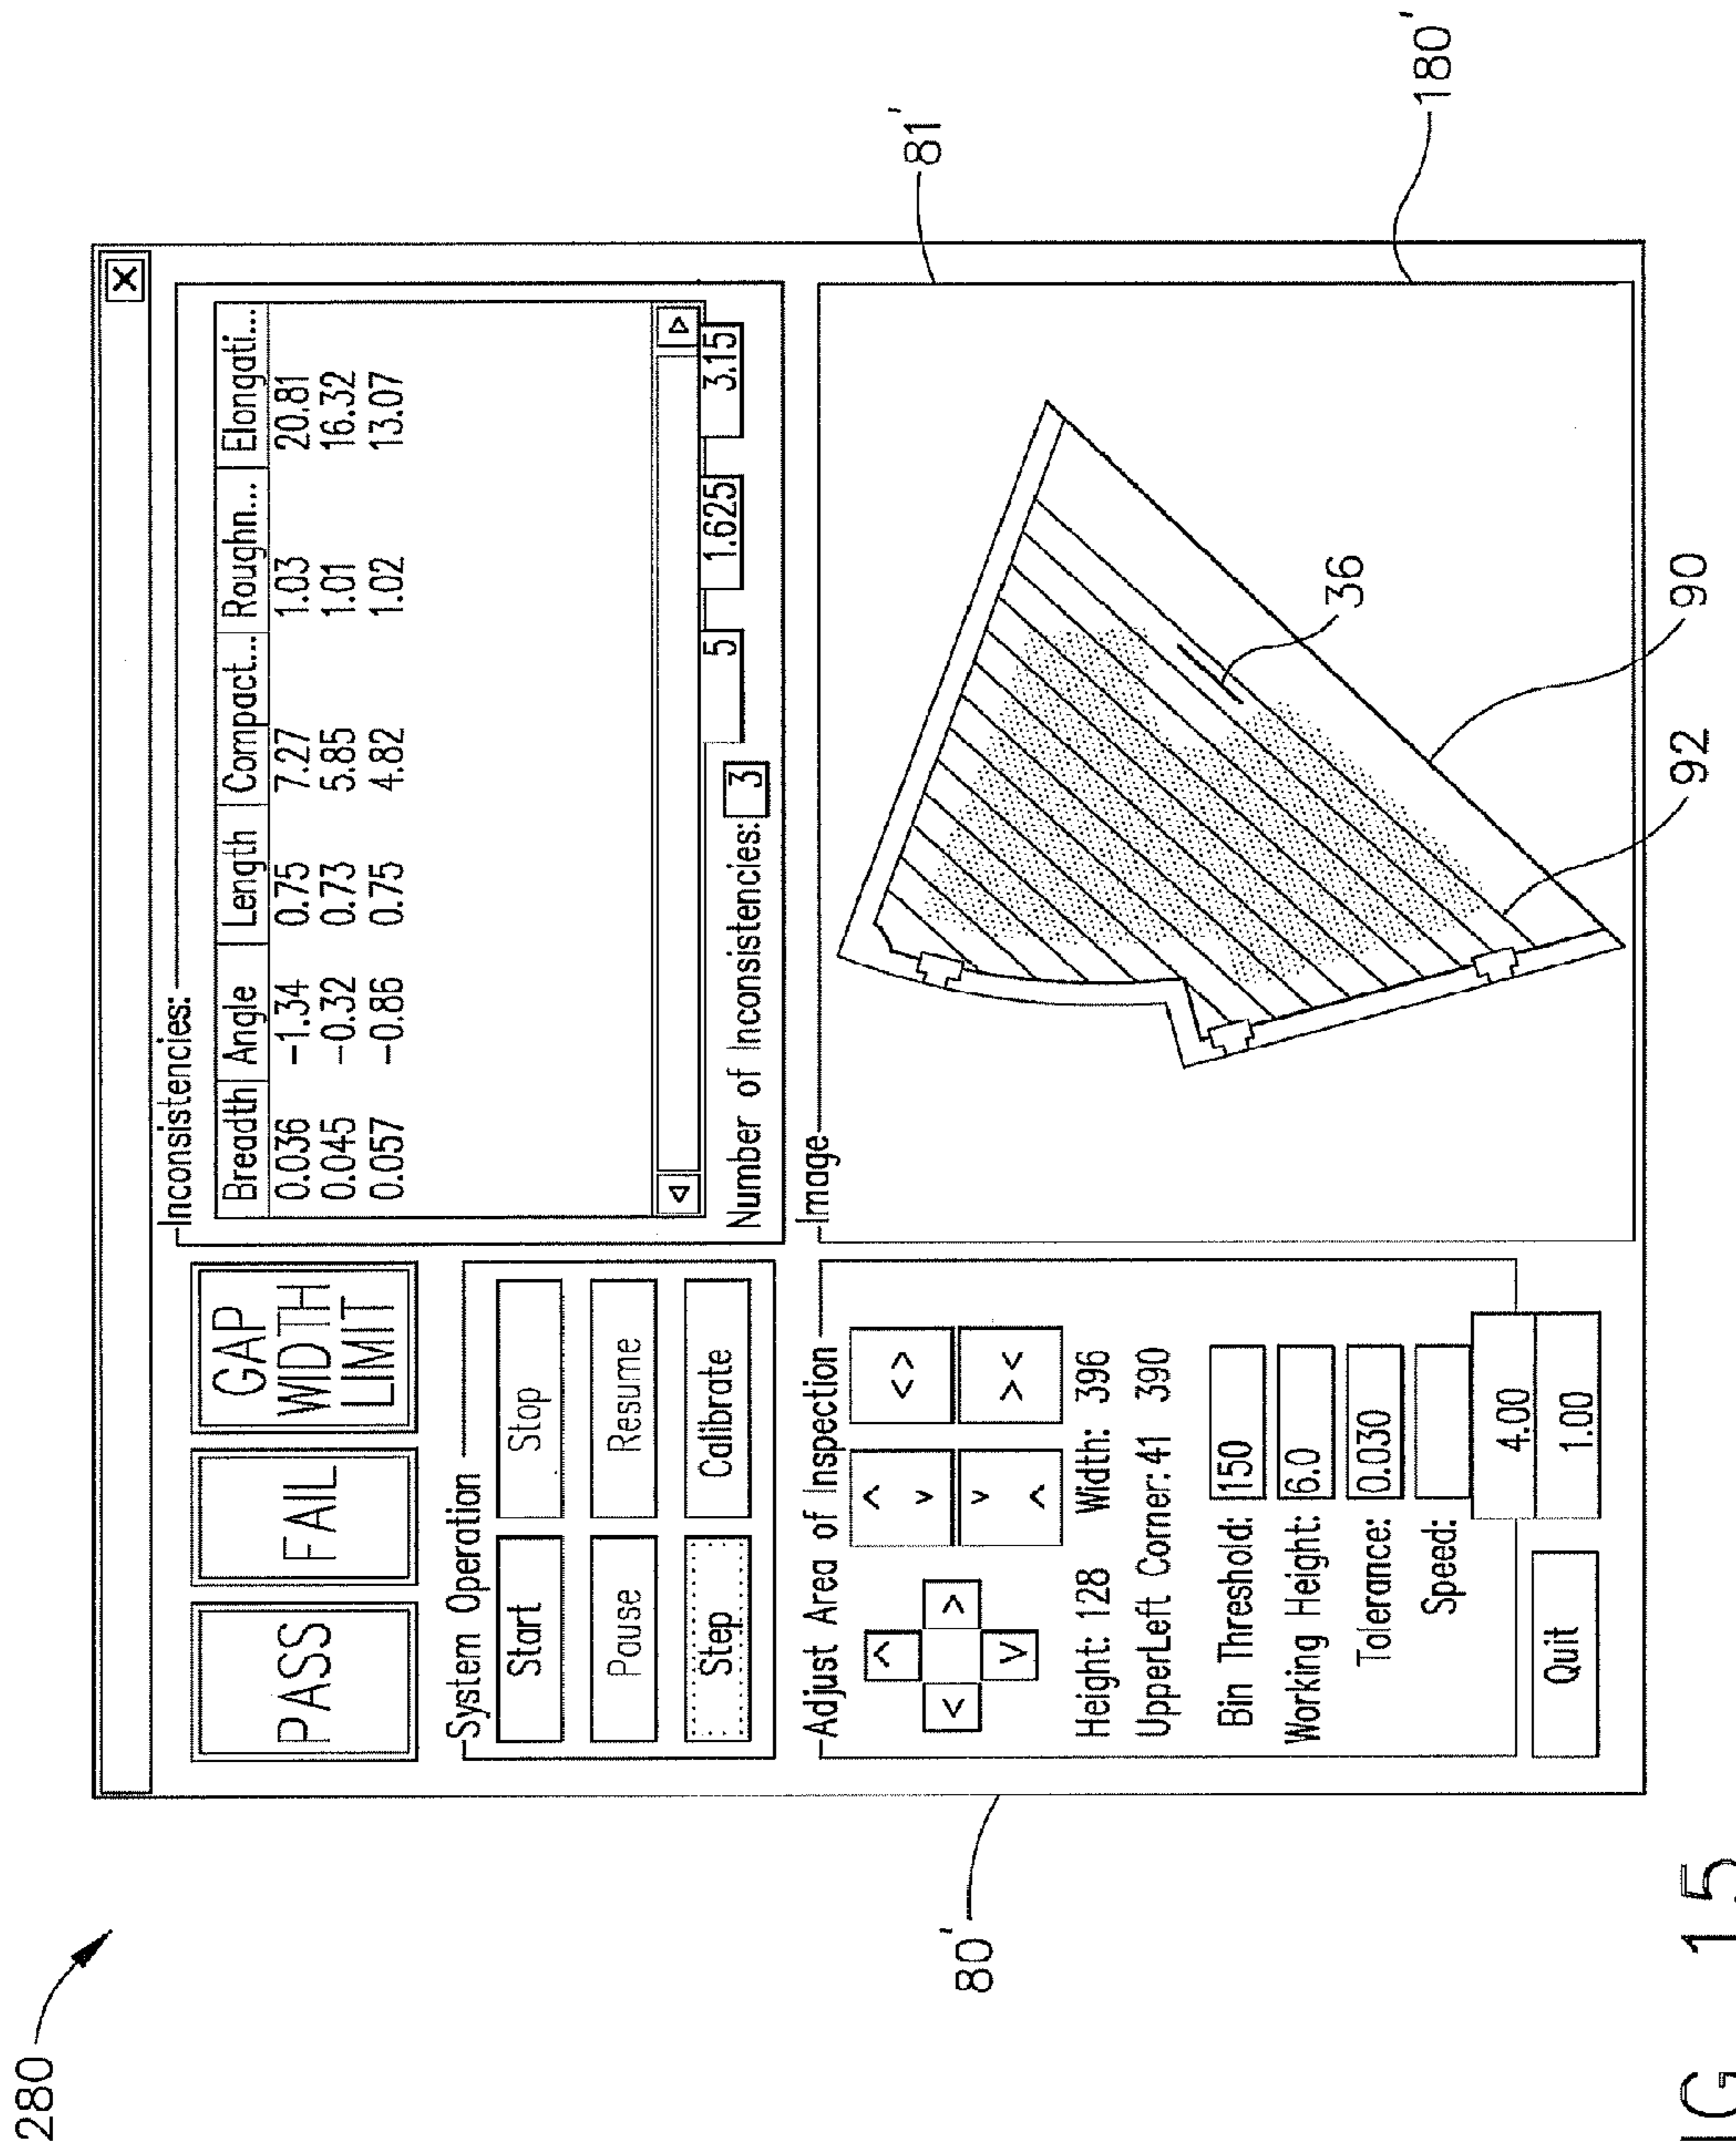 280
X
PASS
FAIL
GAP
WIDTH
LIMIT
System Operation
Start
Stop
Pause
Resume
Step
Calibrate
Inconsistencies:
Breadth Angle Length Compact... Roughn... Elongati...
0.036 -1.34 0.75 7.27 1.03 20.81
0.045 -0.32 0.73 5.85 1.01 16.32
0.057 -0.86 0.75 4.82 1.02 13.07
5 1.625 3.15
Number of Inconsistencies: 3
Adjust Area of Inspection
^
< >
v
^
v
v
^
< >
> <
Height: 128 Width: 396
UpperLeft Corner: 41 390
Bin Threshold: 150
Working Height: 6.0
Tolerance: 0.030
Speed:
4.00
1.00
Quit
Image
80'
81'
180'
36
90
92
IG. 15